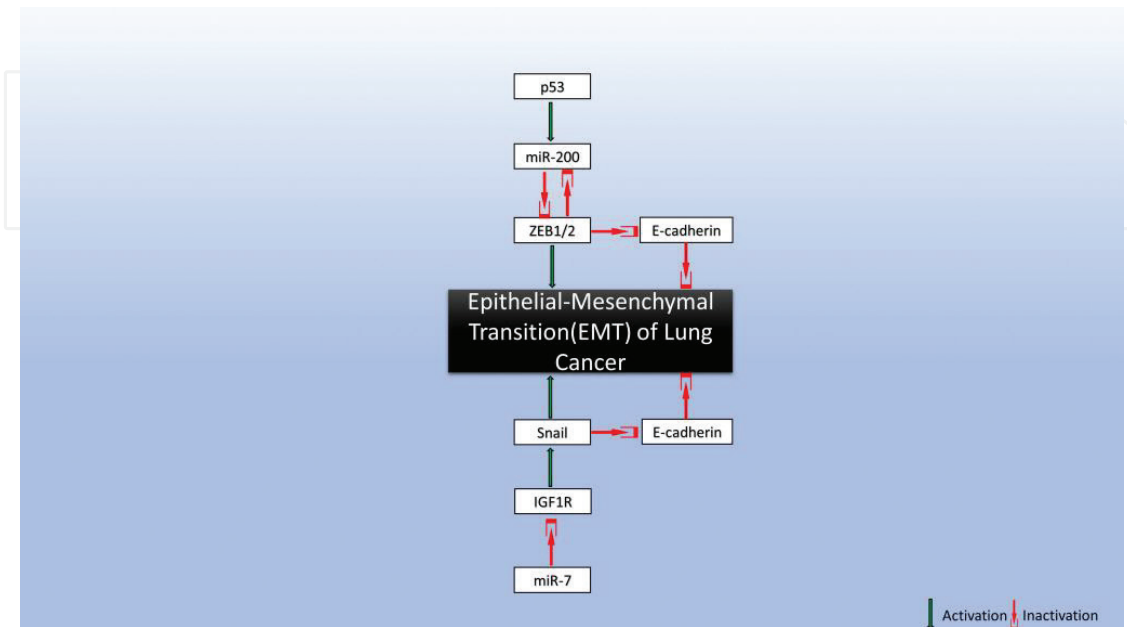 p53
miR-200
ZEB1/2
E-cadherin
Epithelial-Mesenchymal
Transition(EMT) of Lung
Cancer
Snail
E-cadherin
IGF1R
miR-7
Activation
Inactivation